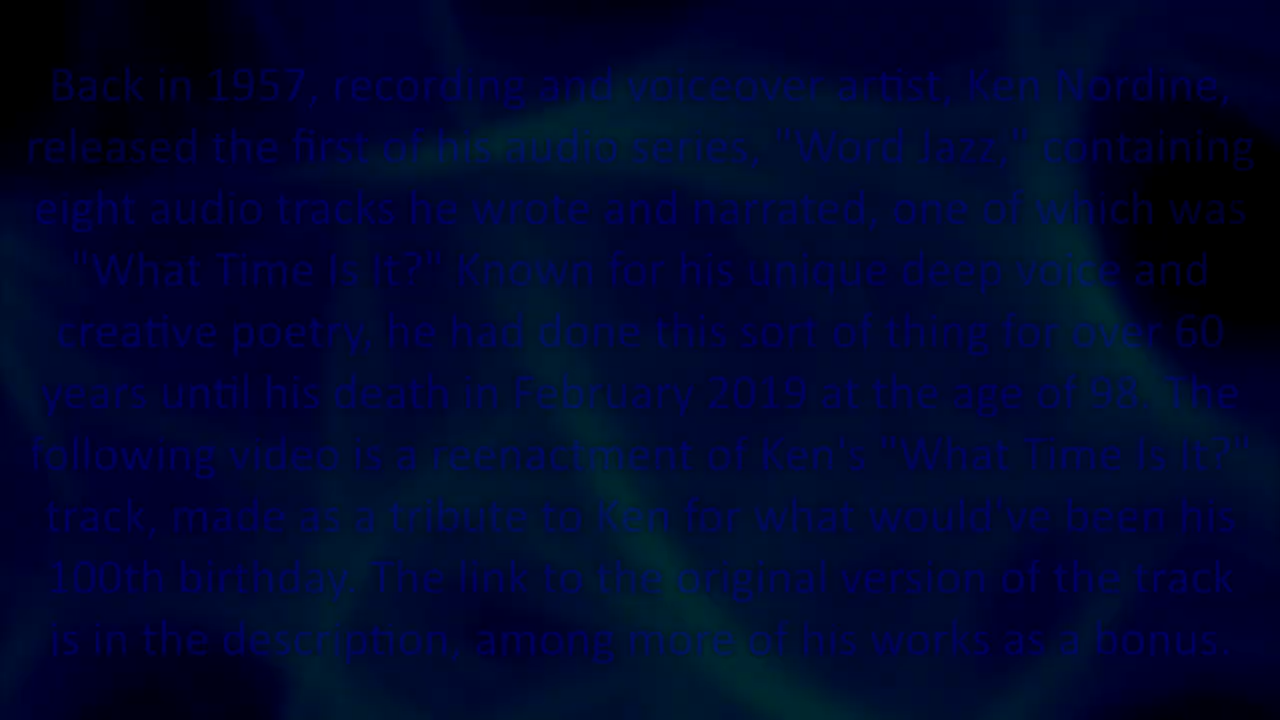 Back in 1957, recording and voiceover artist, Ken Nordine,
released the first of his audio series, "Word Jazz," containing
eight audio tracks he wrote and narrated, one of which was
"What Time Is It?" Known for his unique deep voice and
creative poetry, he had done this sort of thing for over 60
years until his death in February 2019 at the age of 98. The
following video is a reenactment of Ken's "What Time Is It?"
track, made as a tribute to Ken for what would've been his
100th birthday. The link to the original version of the track
is in the description, among more of his works as a bonus.